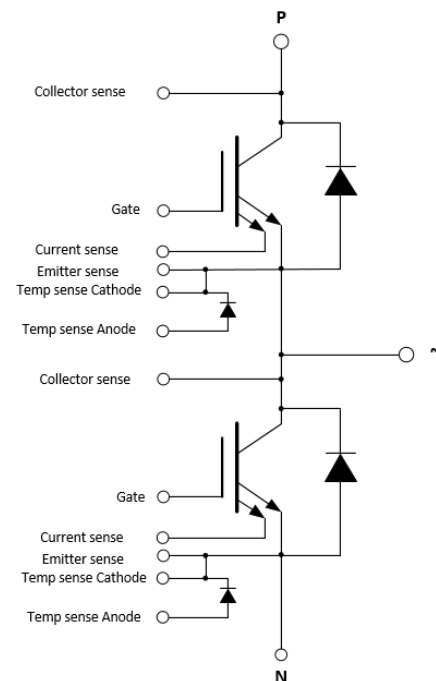 P
Collector sense
Gate
Current sense
Emitter sense
Temp sense Cathode
Temp sense Anode
~
Collector sense
Gate
Current sense
Emitter sense
Temp sense Cathode
Temp sense Anode
N